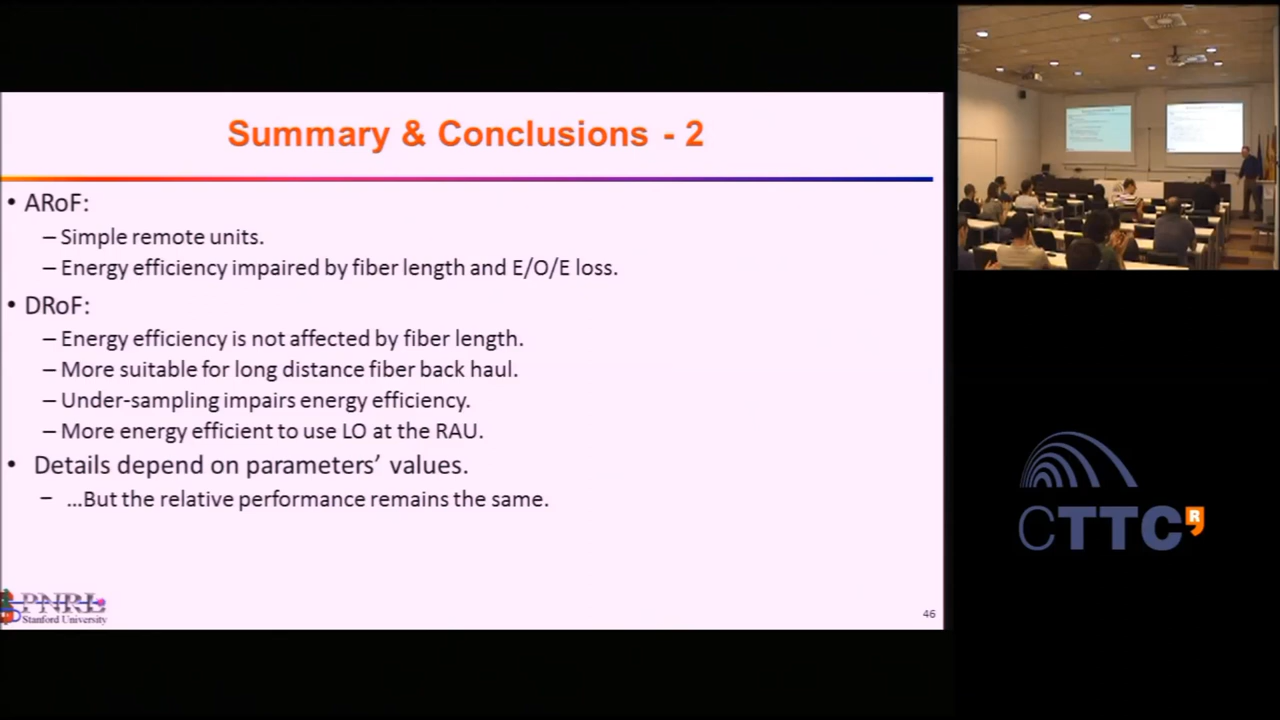 Summary & Conclusions - 2
• ARoF:
– Simple remote units.
– Energy efficiency impaired by fiber length and E/O/E loss.
• DRoF:
– Energy efficiency is not affected by fiber length.
– More suitable for long distance fiber back haul.
– Under-sampling impairs energy efficiency.
– More energy efficient to use LO at the RAU.
• Details depend on parameters’ values.
– …But the relative performance remains the same.
PNRL
Stanford University
46
CTTC R